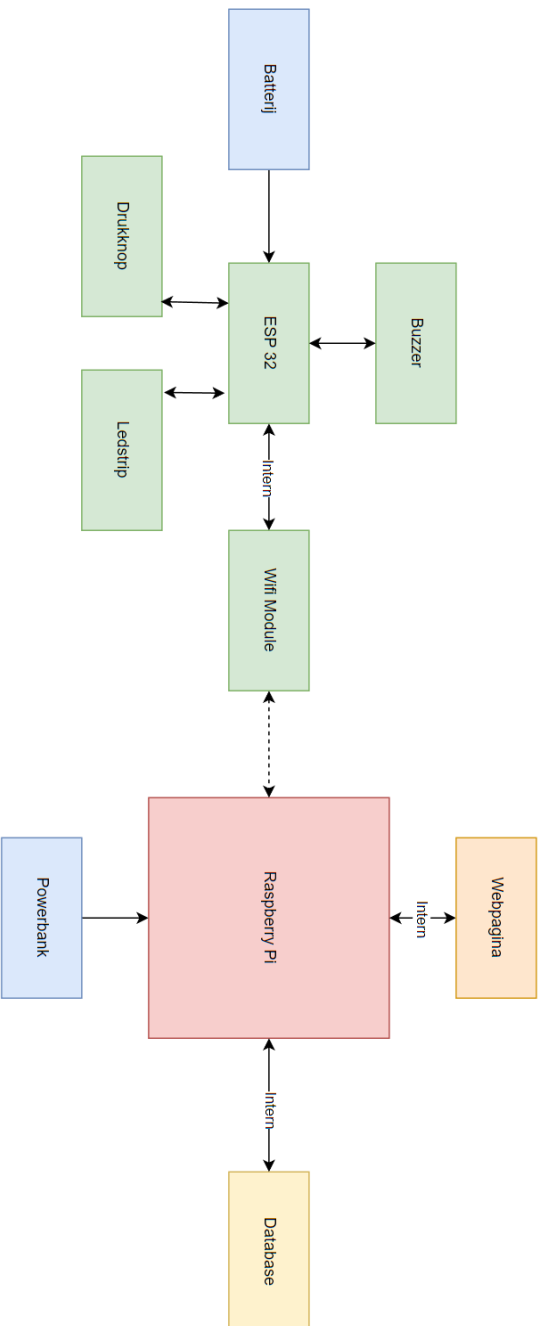 Batterij
Drukknop
Buzzer
ESP 32
Ledstrip
Intern
Wifi Module
Raspberry Pi
Webpagina
Intern
Powerbank
Intern
Database